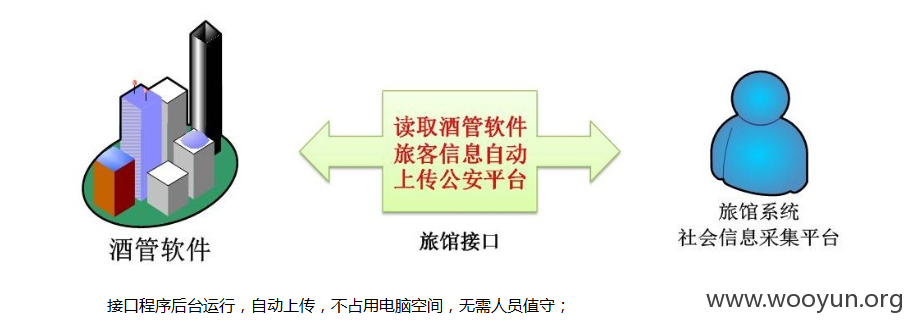 读取酒管软件
旅客信息自动
上传公安平台
酒管软件
旅馆接口
旅馆系统
社会信息采集平台
接口程序后台运行，自动上传，不占用电脑空间，无需人员值守；
www.wooyun.org